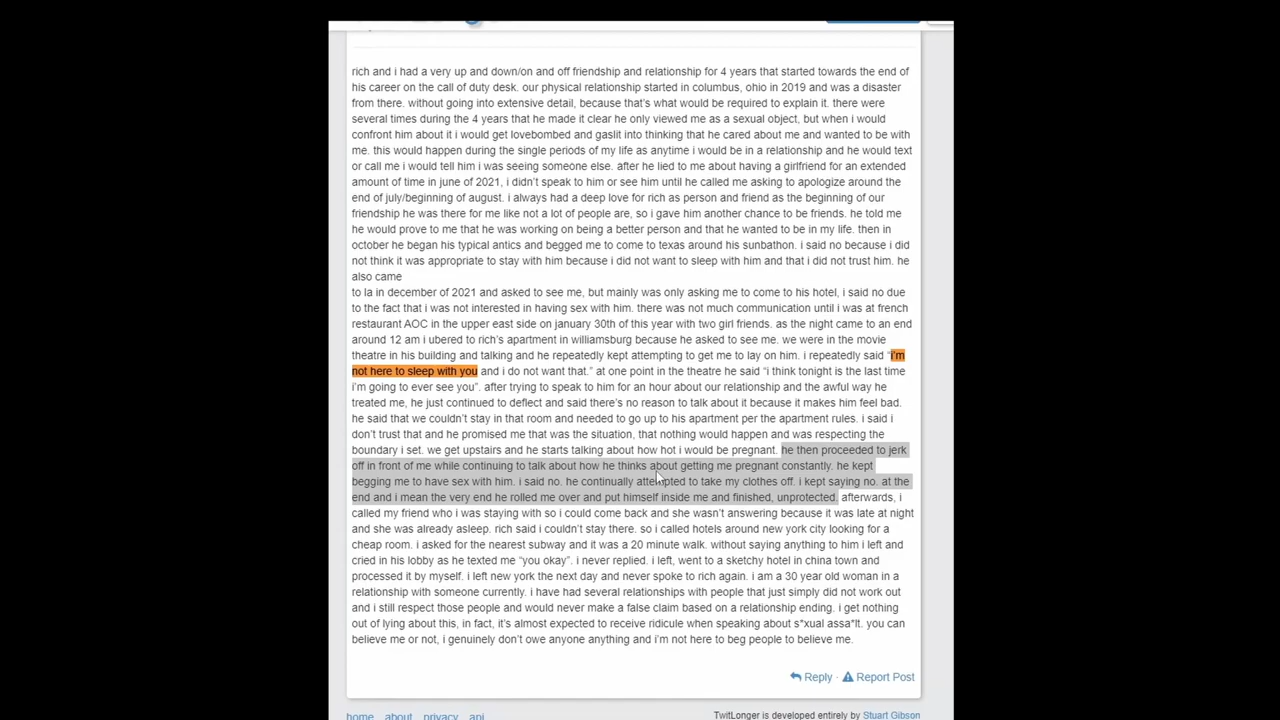 rich and i had a very up and down/on and off friendship and relationship for 4 years that started towards the end of
his career on the call of duty desk. our physical relationship started in columbus, ohio in 2019 and was a disaster
from there. without going into extensive detail, because that's what would be required to explain it. there were
several times during the 4 years that he made it clear he only viewed me as a sexual object, but when i would
confront him about it i would get lovebombed and gaslit into thinking that he cared about me and wanted to be with
me. this would happen during the single periods of my life as anytime i would be in a relationship and he would text
or call me i would tell him i was seeing someone else. after he lied to me about having a girlfriend for an extended
amount of time in june of 2021, i didn't speak to him or see him until he called me asking to apologize around the
end of july/beginning of august. i always had a deep love for rich as person and friend as the beginning of our
friendship he was there for me like not a lot of people are, so i gave him another chance to be friends. he told me
he would prove to me that he was working on being a better person and that he wanted to be in my life. then in
october he began his typical antics and begged me to come to texas around his sunbathon. i said no because i did
not think it was appropriate to stay with him because i did not want to sleep with him and that i did not trust him. he
also came
to la in december of 2021 and asked to see me, but mainly was only asking me to come to his hotel, i said no due
to the fact that i was not interested in having sex with him. there was not much communication until i was at french
restaurant AOC in the upper east side on january 30th of this year with two girl friends. as the night came to an end
around 12 am i ubered to rich's apartment in williamsburg because he asked to see me. we were in the movie
theatre in his building and talking and he repeatedly kept attempting to get me to lay on him. i repeatedly said "i'm
not here to sleep with you and i do not want that." at one point in the theatre he said "i think tonight is the last time
i'm going to ever see you". after trying to speak to him for an hour about our relationship and the awful way he
treated me, he just continued to deflect and said there's no reason to talk about it because it makes him feel bad.
he said that we couldn't stay in that room and needed to go up to his apartment per the apartment rules. i said i
don't trust that and he promised me that was the situation, that nothing would happen and was respecting the
boundary i set. we get upstairs and he starts talking about how hot i would be pregnant. he then proceeded to jerk
off in front of me while continuing to talk about how he thinks about getting me pregnant constantly. he kept
begging me to have sex with him. i said no. he continually attempted to take my clothes off. i kept saying no. at the
end and i mean the very end he rolled me over and put himself inside me and finished, unprotected. afterwards, i
called my friend who i was staying with so i could come back and she wasn't answering because it was late at night
and she was already asleep. rich said i couldn't stay there. so i called hotels around new york city looking for a
cheap room. i asked for the nearest subway and it was a 20 minute walk. without saying anything to him i left and
cried in his lobby as he texted me "you okay". i never replied. i left, went to a sketchy hotel in china town and
processed it by myself. i left new york the next day and never spoke to rich again. i am a 30 year old woman in a
relationship with someone currently. i have had several relationships with people that just simply did not work out
and i still respect those people and would never make a false claim based on a relationship ending. i get nothing
out of lying about this, in fact, it's almost expected to receive ridicule when speaking about s*xual assa*lt. you can
believe me or not, i genuinely don't owe anyone anything and i'm not here to beg people to believe me.
Reply · Report Post
home about privacy api TwitLonger is developed entirely by Stuart Gibson